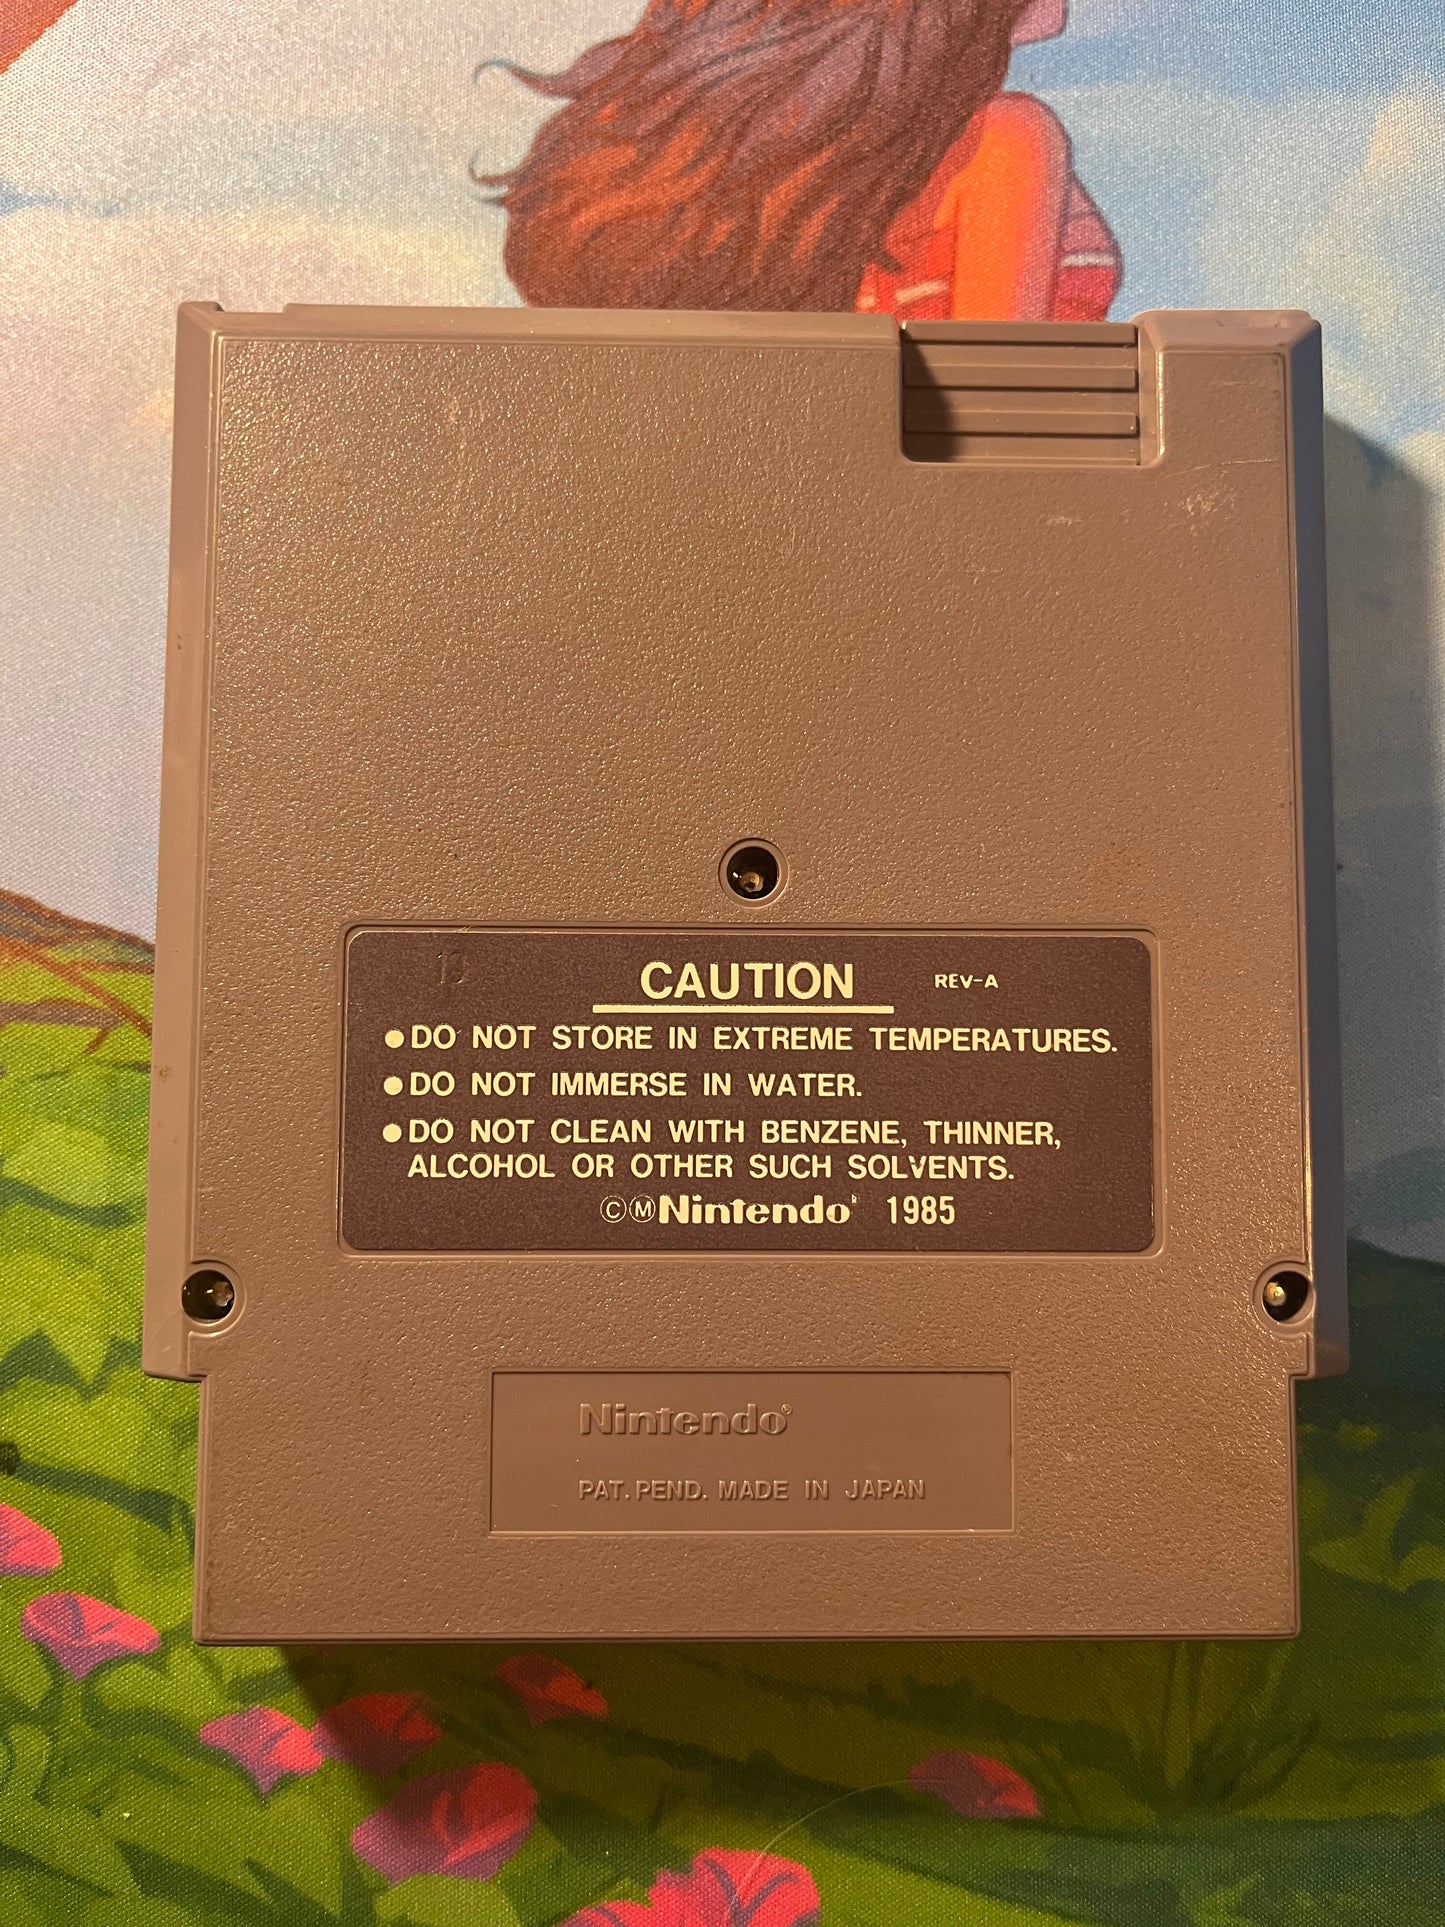 19
CAUTION REV-A
●DO NOT STORE IN EXTREME TEMPERATURES.
●DO NOT IMMERSE IN WATER.
●DO NOT CLEAN WITH BENZENE, THINNER,
ALCOHOL OR OTHER SUCH SOLVENTS.
©ⓂNintendo® 1985
Nintendo®
PAT. PEND. MADE IN JAPAN